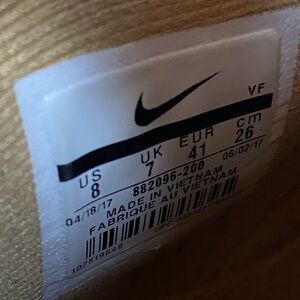 VF
US UK EUR cm
8 7 41 26
882096-200
04/18/17 06/02/17
MADE IN VIETNAM
FABRIQUE AU VIETNAM